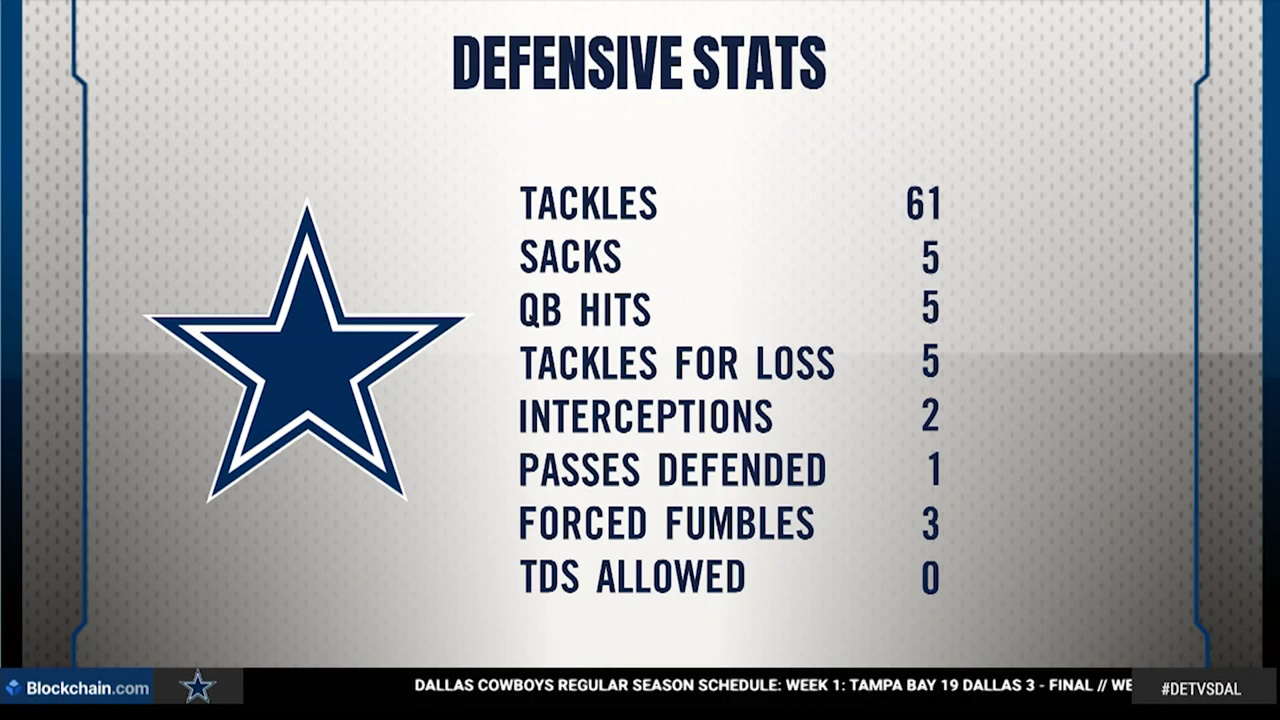 DEFENSIVE STATS
TACKLES 61
SACKS 5
QB HITS 5
TACKLES FOR LOSS 5
INTERCEPTIONS 2
PASSES DEFENDED 1
FORCED FUMBLES 3
TDS ALLOWED 0
Blockchain.com
DALLAS COWBOYS REGULAR SEASON SCHEDULE: WEEK 1: TAMPA BAY 19 DALLAS 3 - FINAL // WE
#DETVSDAL